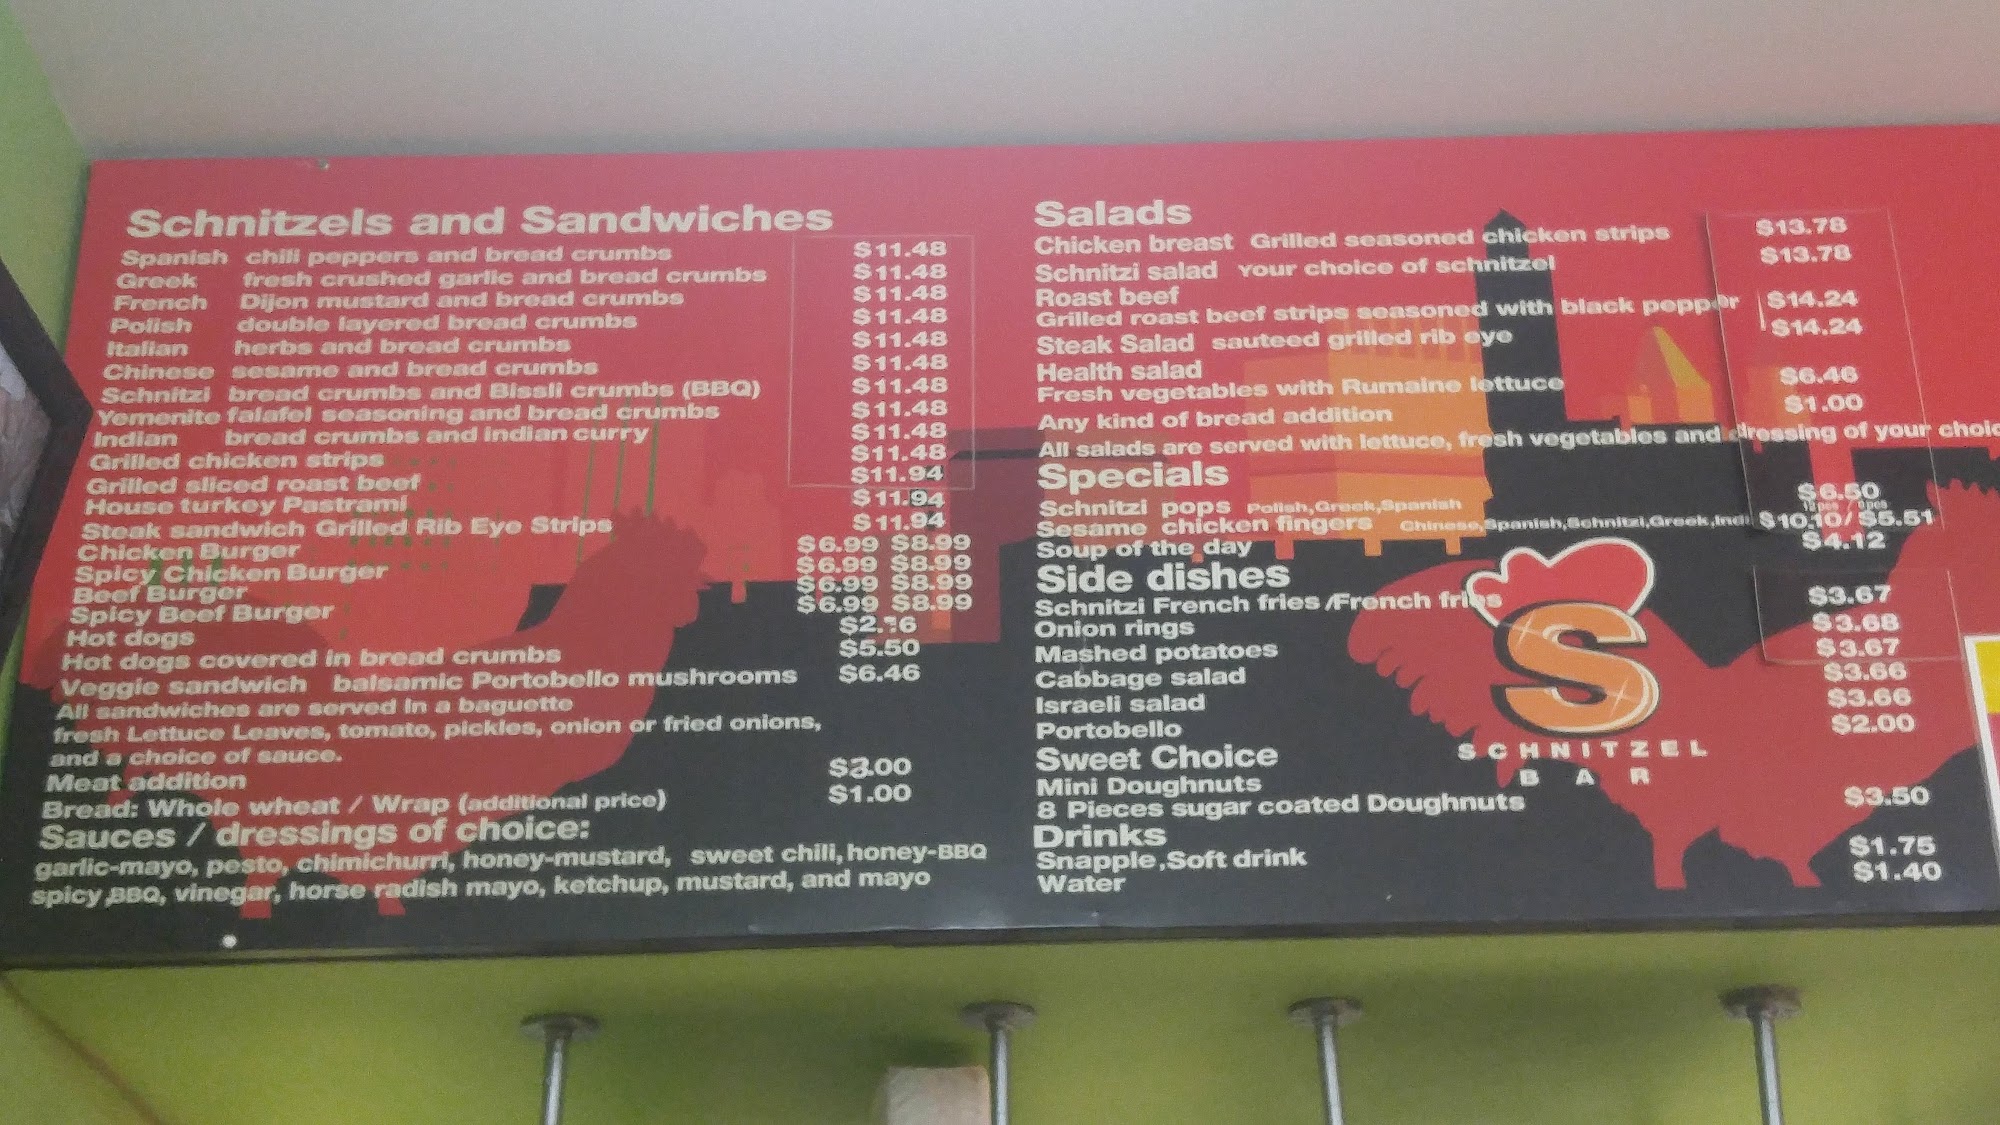 Schnitzels and Sandwiches
Spanish chili peppers and bread crumbs $11.48
Greek fresh crushed garlic and bread crumbs $11.48
French Dijon mustard and bread crumbs $11.48
Polish double layered bread crumbs $11.48
Italian herbs and bread crumbs $11.48
Chinese sesame and bread crumbs $11.48
Schnitzi bread crumbs and Bissli crumbs (BBQ) $11.48
Yemenite falafel seasoning and bread crumbs $11.48
Indian bread crumbs and indian curry $11.48
Grilled chicken strips $11.48
Grilled sliced roast beef $11.94
House turkey Pastrami $11.94
Steak sandwich Grilled Rib Eye Strips $11.94
Chicken Burger $6.99 $8.99
Spicy Chicken Burger $6.99 $8.99
Beef Burger $6.99 $8.99
Spicy Beef Burger $6.99 $8.99
Hot dogs
Hot dogs covered in bread crumbs $5.50
Veggie sandwich balsamic Portobello mushrooms $6.46
All sandwiches are served in a baguette
fresh Lettuce Leaves, tomato, pickles, onion or fried onions,
and a choice of sauce.
Meat addition $3.00
Bread: Whole wheat / Wrap (additional price) $1.00
Sauces / dressings of choice:
garlic-mayo, pesto, chimichurri, honey-mustard, sweet chili, honey-BBQ
spicy,BBQ, vinegar, horse radish mayo, ketchup, mustard, and mayo
Salads
Chicken breast Grilled seasoned chicken strips $13.78
Schnitzi salad Your choice of schnitzel $13.78
Roast beef
Grilled roast beef strips seasoned with black pepper $14.24
Steak Salad sauteed grilled rib eye $14.24
Health salad
Fresh vegetables with Rumaine lettuce $6.46
Any kind of bread addition $1.00
All salads are served with lettuce, fresh vegetables and dressing of your choic
Specials
Schnitzi pops Polish,Greek,Spanish $6.50
Sesame chicken fingers Chinese,Spanish,Schnitzi,Greek,Indi $10.10/ $5.51
Soup of the day $4.12
Side dishes
Schnitzi French fries /French fries $3.67
Onion rings $3.68
Mashed potatoes $3.67
Cabbage salad $3.66
Israeli salad $3.66
Portobello $2.00
Sweet Choice
Mini Doughnuts
8 Pieces sugar coated Doughnuts $3.50
Drinks
Snapple,Soft drink $1.75
Water $1.40
S
SCHNITZEL
BAR